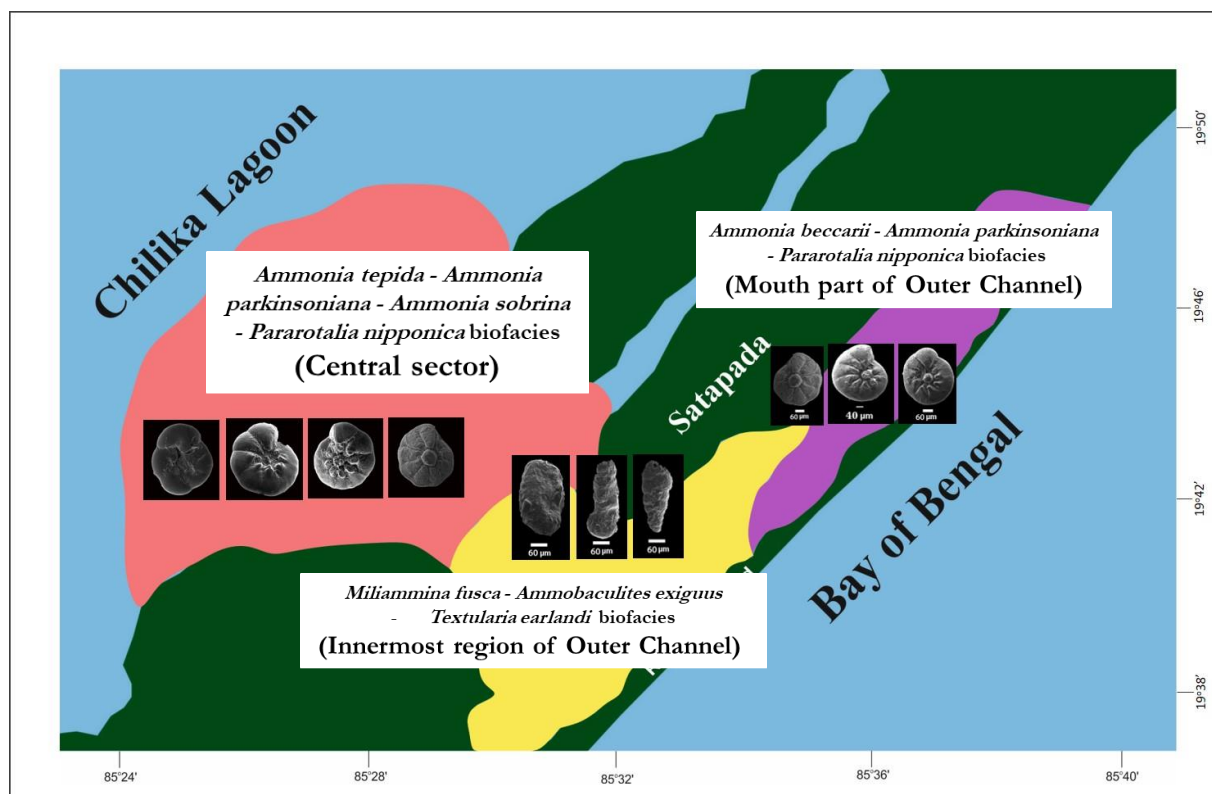 Chilika Lagoon
Ammonia tepida - Ammonia
parkinsoniana - Ammonia sobrina
- Pararotalia nipponica biofacies
(Central sector)
Ammonia beccarii - Ammonia parkinsoniana
- Pararotalia nipponica biofacies
(Mouth part of Outer Channel)
Satapada
60 µm
40 µm
60 µm
60 µm
60 µm
60 µm
Bay of Bengal
Miliammina fusca - Ammobaculites exiguus
- Textularia earlandi biofacies
(Innermost region of Outer Channel)
19°50'
19°46'
19°42'
19°38'
85°24'
85°28'
85°32'
85°36'
85°40'